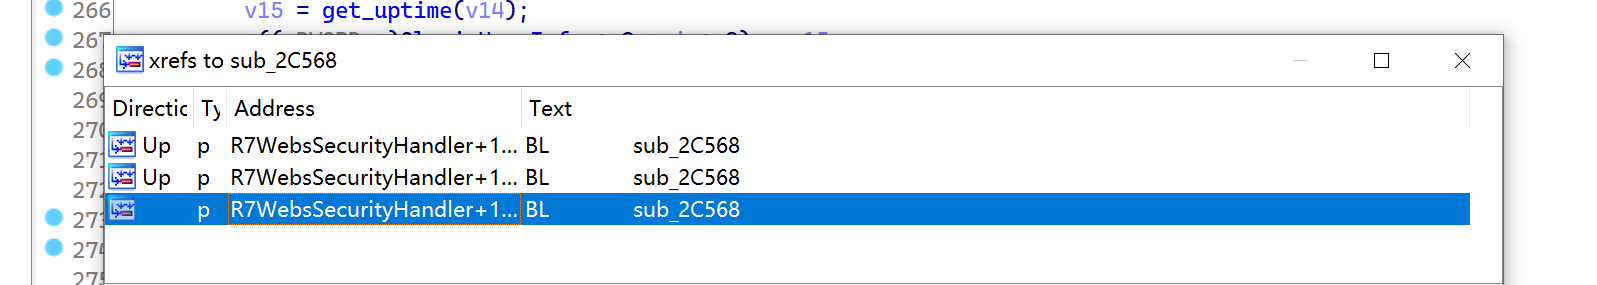 266 v15 = get_uptime(v14);
267
268 xrefs to sub_2C568
269
Directic Ty Address Text
270 Up p R7WebsSecurityHandler+1... BL sub_2C568
271
272 Up p R7WebsSecurityHandler+1... BL sub_2C568
273 p R7WebsSecurityHandler+1... BL sub_2C568
274
275